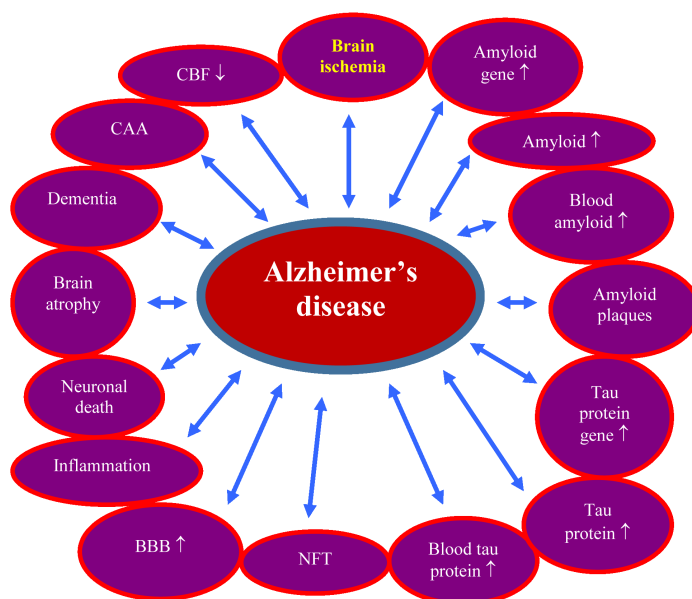 Brain
ischemia
Amyloid
gene ↑
Amyloid ↑
Blood
amyloid ↑
Amyloid
plaques
Tau
protein
gene ↑
Tau
protein ↑
Blood tau
protein ↑
NFT
BBB ↑
Inflammation
Neuronal
death
Brain
atrophy
Dementia
CAA
CBF ↓
Alzheimer’s
disease